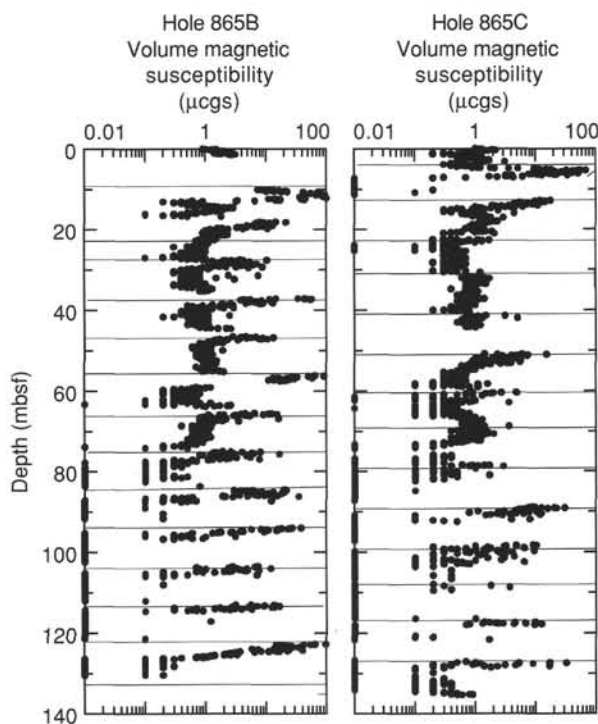 Hole 865B
Volume magnetic
susceptibility
(μcgs)
0.01 1 100
Hole 865C
Volume magnetic
susceptibility
(μcgs)
0.01 1 100
Depth (mbsf)
0
20
40
60
80
100
120
140